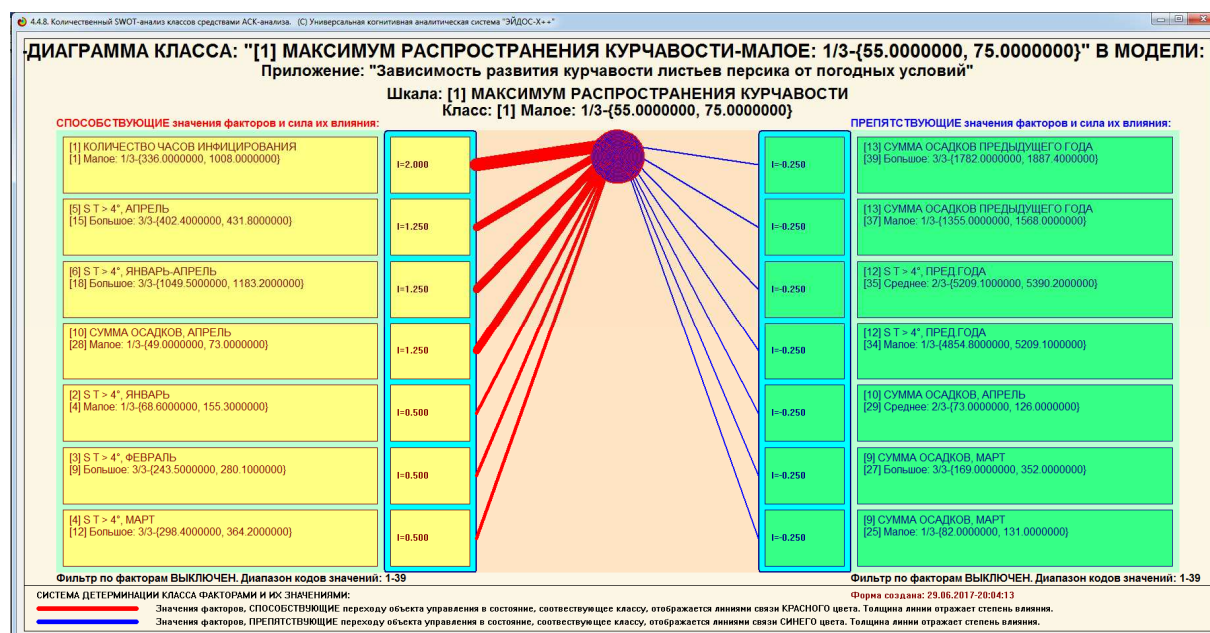 4.4.8. Количественный SWOT-анализ классов средствами АСК-анализа. (С) Универсальная когнитивная аналитическая система "ЭЙДОС-X++"
-ДИАГРАММА КЛАССА: "[1] МАКСИМУМ РАСПРОСТРАНЕНИЯ КУРЧАВОСТИ-МАЛОЕ: 1/3-{55.0000000, 75.0000000}" В МОДЕЛИ:
Приложение: "Зависимость развития курчавости листьев персика от погодных условий"
Шкала: [1] МАКСИМУМ РАСПРОСТРАНЕНИЯ КУРЧАВОСТИ
Класс: [1] Малое: 1/3-{55.0000000, 75.0000000}
СПОСОБСТВУЮЩИЕ значения факторов и сила их влияния:
[1] КОЛИЧЕСТВО ЧАСОВ ИНФИЦИРОВАНИЯ
[1] Малое: 1/3-{336.0000000, 1008.0000000}
I=2.000
[5] S T > 4°, АПРЕЛЬ
[15] Большое: 3/3-{402.4000000, 431.8000000}
I=1.250
[6] S T > 4°, ЯНВАРЬ-АПРЕЛЬ
[18] Большое: 3/3-{1049.5000000, 1183.2000000}
I=1.250
[10] СУММА ОСАДКОВ, АПРЕЛЬ
[28] Малое: 1/3-{49.0000000, 73.0000000}
I=1.250
[2] S T > 4°, ЯНВАРЬ
[4] Малое: 1/3-{68.6000000, 155.3000000}
I=0.500
[3] S T > 4°, ФЕВРАЛЬ
[9] Большое: 3/3-{243.5000000, 280.1000000}
I=0.500
[4] S T > 4°, МАРТ
[12] Большое: 3/3-{298.4000000, 364.2000000}
I=0.500
Фильтр по факторам ВЫКЛЮЧЕН. Диапазон кодов значений: 1-39
ПРЕПЯТСТВУЮЩИЕ значения факторов и сила их влияния:
I=-0.250
[13] СУММА ОСАДКОВ ПРЕДЫДУЩЕГО ГОДА
[39] Большое: 3/3-{1782.0000000, 1887.4000000}
I=-0.250
[13] СУММА ОСАДКОВ ПРЕДЫДУЩЕГО ГОДА
[37] Малое: 1/3-{1355.0000000, 1568.0000000}
I=-0.250
[12] S T > 4°, ПРЕД.ГОДА
[35] Среднее: 2/3-{5209.1000000, 5390.2000000}
I=-0.250
[12] S T > 4°, ПРЕД.ГОДА
[34] Малое: 1/3-{4854.8000000, 5209.1000000}
I=-0.250
[10] СУММА ОСАДКОВ, АПРЕЛЬ
[29] Среднее: 2/3-{73.0000000, 126.0000000}
I=-0.250
[9] СУММА ОСАДКОВ, МАРТ
[27] Большое: 3/3-{169.0000000, 352.0000000}
I=-0.250
[9] СУММА ОСАДКОВ, МАРТ
[25] Малое: 1/3-{82.0000000, 131.0000000}
Фильтр по факторам ВЫКЛЮЧЕН. Диапазон кодов значений: 1-39
СИСТЕМА ДЕТЕРМИНАЦИИ КЛАССА ФАКТОРАМИ И ИХ ЗНАЧЕНИЯМИ:
Форма создана: 29.06.2017-20:04:13
Значения факторов, СПОСОБСТВУЮЩИЕ переходу объекта управления в состояние, соотвествующее классу, отображается линиями связи КРАСНОГО цвета. Толщина линии отражает степень влияния.
Значения факторов, ПРЕПЯТСТВУЮЩИЕ переходу объекта управления в состояние, соотвествующее классу, отображается линиями связи СИНЕГО цвета. Толщина линии отражает степень влияния.